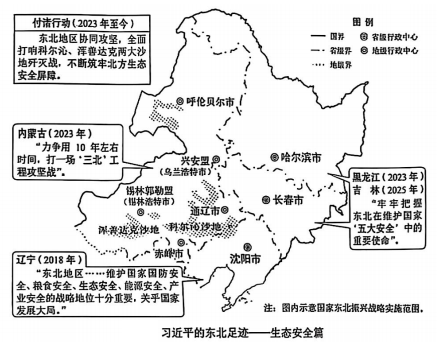 付诸行动（2023年至今）
东北地区协同攻坚，全面
打响科尔沁、浑善达克两大沙
地歼灭战，不断筑牢北方生态
安全屏障。
图例
国界
省级行政中心
省级界
地级行政中心
地级界
呼伦贝尔市
内蒙古（2023年）
“力争用10年左右
时间，打一场‘三北’工
程攻坚战”。
兴安盟
（乌兰浩特市）
哈尔滨市
黑龙江（2023年）
吉林（2025年）
“牢牢把握
东北在维护国家
‘五大安全’中的
重要使命”。
锡林郭勒盟
（锡林浩特市）
长春市
通辽市
浑善达克沙地
科尔沁沙地
赤峰市
沈阳市
辽宁（2018年）
“东北地区……维护国家国防安
全、粮食安全、生态安全、能源安全、产
业安全的战略地位十分重要，关乎国家
发展大局。”
注：图内示意国家东北振兴战略实施范围。
习近平的东北足迹——生态安全篇